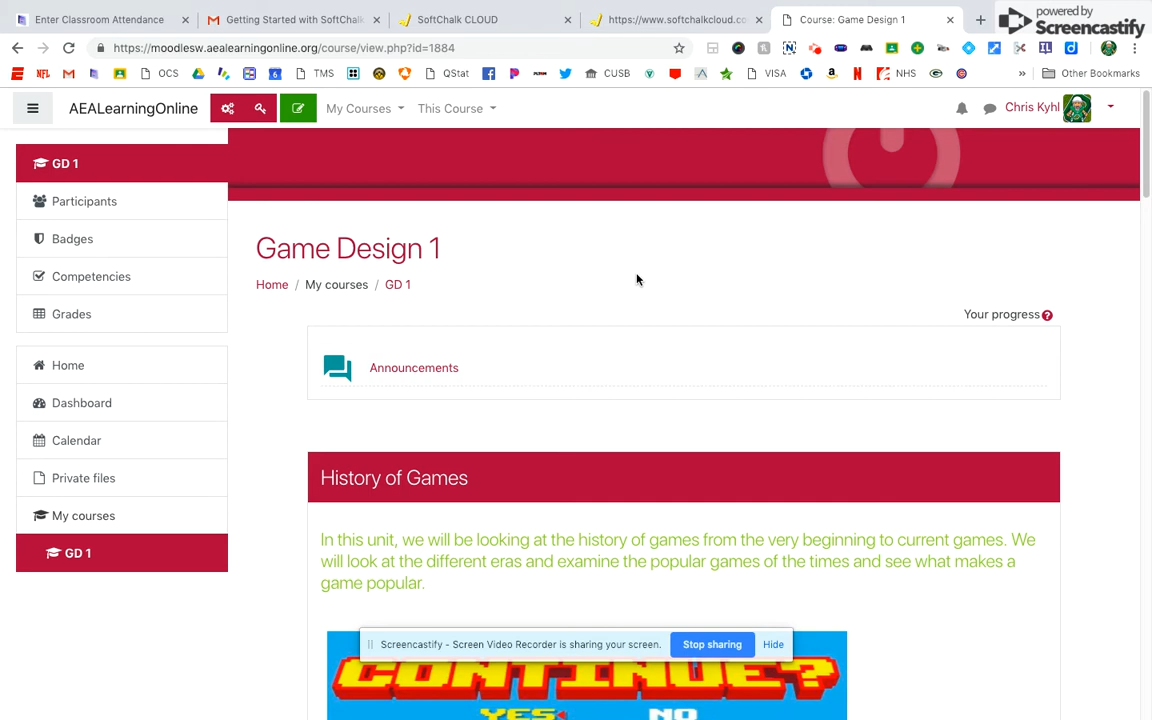 Enter Classroom Attendance
Getting Started with SoftChalk
SoftChalk CLOUD
https://www.softchalkcloud.co
Course: Game Design 1
powered by
Screencastify
https://moodlesw.aealearningonline.org/course/view.php?id=1884
NFL
OCS
TMS
QStat
CUSB
VISA
NHS
Other Bookmarks
AEALearningOnline
My Courses
This Course
Chris Kyhl
GD 1
Participants
Badges
Competencies
Grades
Home
Dashboard
Calendar
Private files
My courses
GD 1
Game Design 1
Home / My courses / GD 1
Your progress
Announcements
History of Games
In this unit, we will be looking at the history of games from the very beginning to current games. We
will look at the different eras and examine the popular games of the times and see what makes a
game popular.
Screencastify - Screen Video Recorder is sharing your screen.
Stop sharing
Hide
CONTINUE?
YES
NO